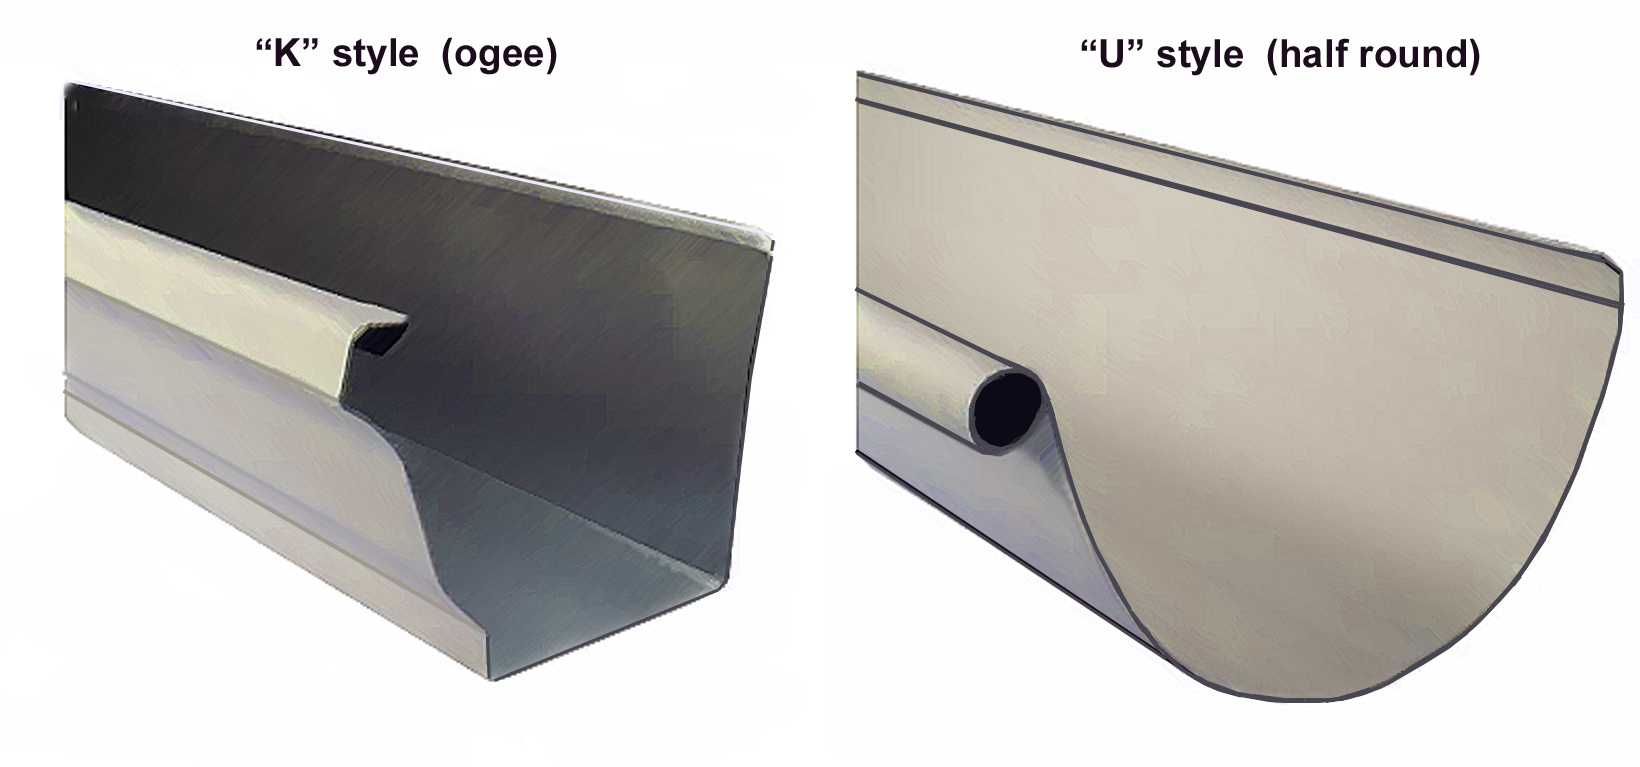 “K” style (ogee)
“U” style (half round)